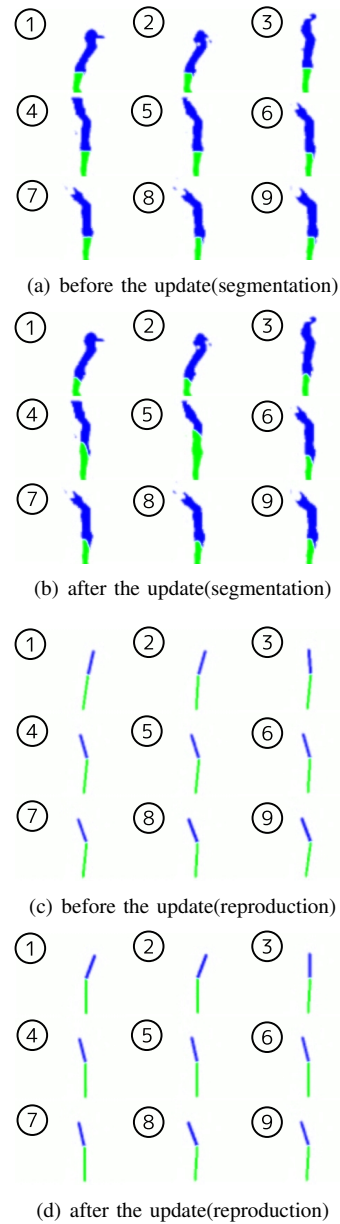 1 2 3
4 5 6
7 8 9
(a) before the update(segmentation)
1 2 3
4 5 6
7 8 9
(b) after the update(segmentation)
1 2 3
4 5 6
7 8 9
(c) before the update(reproduction)
1 2 3
4 5 6
7 8 9
(d) after the update(reproduction)